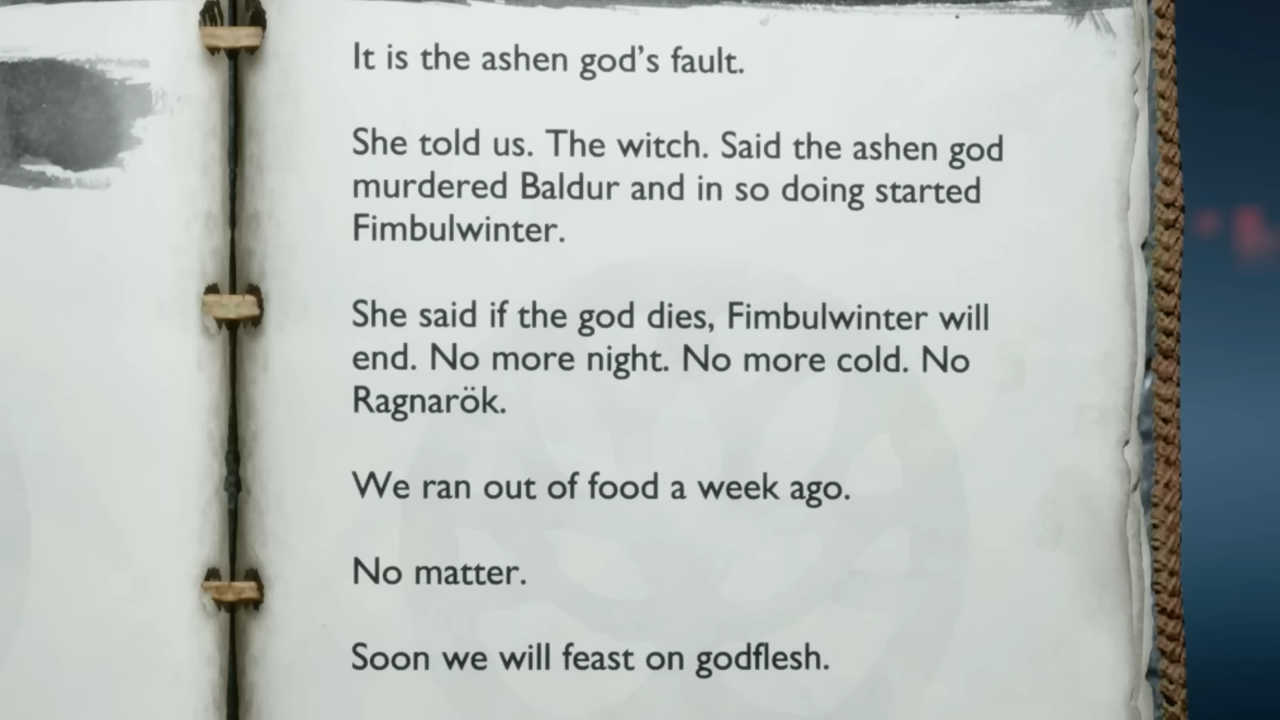 It is the ashen god's fault.
She told us. The witch. Said the ashen god
murdered Baldur and in so doing started
Fimbulwinter.
She said if the god dies, Fimbulwinter will
end. No more night. No more cold. No
Ragnarök.
We ran out of food a week ago.
No matter.
Soon we will feast on godflesh.